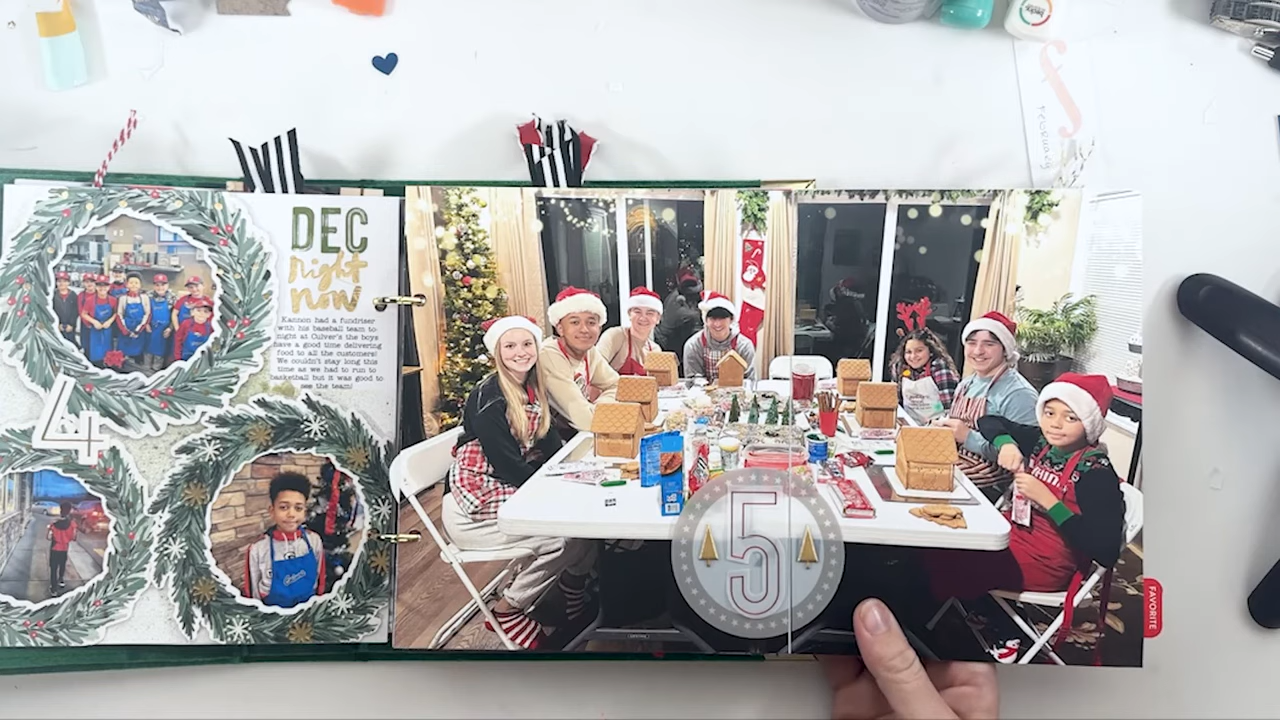 DEC
right
now
Kannon had a fundriser
with his baseball team to-
night at Culver's the boys
have a good time delivering
food to all the customers!
We couldn't stay long this
time as we had to run to
basketball but it was good to
see the team!
4
5
FAVORITE
f
February